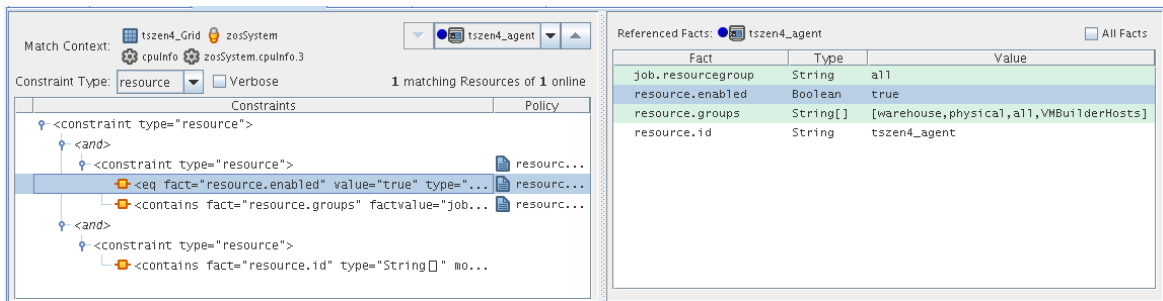 Match Context: tszen4_Grid zosSystem
cpuInfo zosSystem.cpuInfo.3
tszen4_agent
Constraint Type: resource Verbose 1 matching Resources of 1 online
Constraints Policy
<constraint type="resource">
<and>
<constraint type="resource"> resourc...
<eq fact="resource.enabled" value="true" type="... resourc...
<contains fact="resource.groups" factvalue="job... resourc...
<and>
<constraint type="resource">
<contains fact="resource.id" type="String[]" mo...
Referenced Facts: tszen4_agent All Facts
Fact Type Value
job.resourcegroup String all
resource.enabled Boolean true
resource.groups String[] [warehouse,physical,all,VMBuilderHosts]
resource.id String tszen4_agent